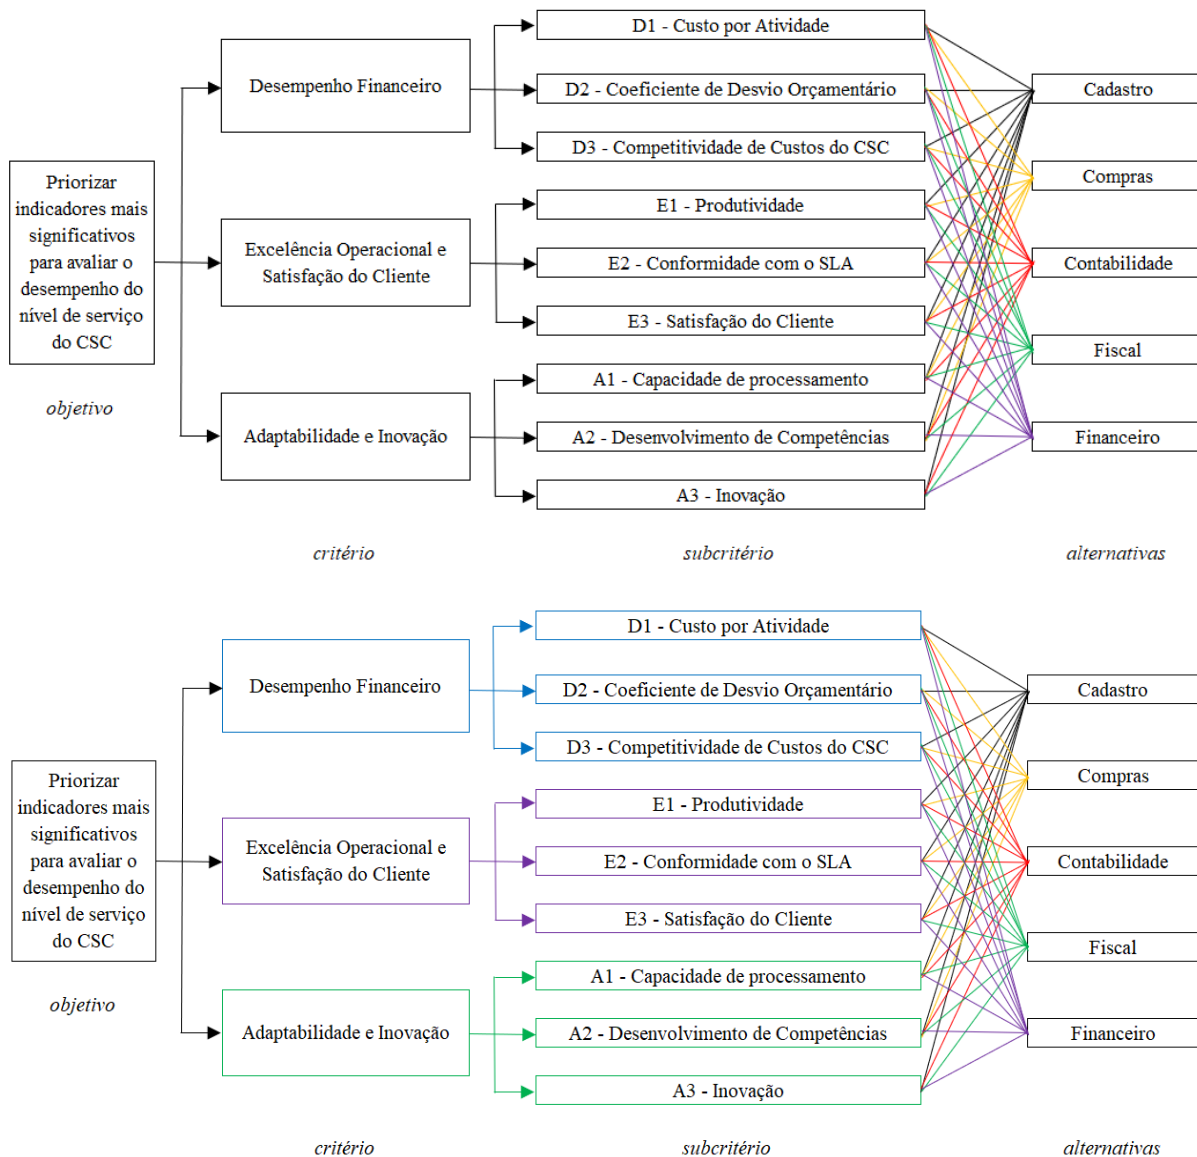 Priorizar
indicadores mais
significativos
para avaliar o
desempenho do
nível de serviço
do CSC
objetivo
Desempenho Financeiro
Excelência Operacional e
Satisfação do Cliente
Adaptabilidade e Inovação
critério
D1 - Custo por Atividade
D2 - Coeficiente de Desvio Orçamentário
D3 - Competitividade de Custos do CSC
E1 - Produtividade
E2 - Conformidade com o SLA
E3 - Satisfação do Cliente
A1 - Capacidade de processamento
A2 - Desenvolvimento de Competências
A3 - Inovação
subcritério
Cadastro
Compras
Contabilidade
Fiscal
Financeiro
alternativas
Priorizar
indicadores mais
significativos
para avaliar o
desempenho do
nível de serviço
do CSC
objetivo
Desempenho Financeiro
Excelência Operacional e
Satisfação do Cliente
Adaptabilidade e Inovação
critério
D1 - Custo por Atividade
D2 - Coeficiente de Desvio Orçamentário
D3 - Competitividade de Custos do CSC
E1 - Produtividade
E2 - Conformidade com o SLA
E3 - Satisfação do Cliente
A1 - Capacidade de processamento
A2 - Desenvolvimento de Competências
A3 - Inovação
subcritério
Cadastro
Compras
Contabilidade
Fiscal
Financeiro
alternativas